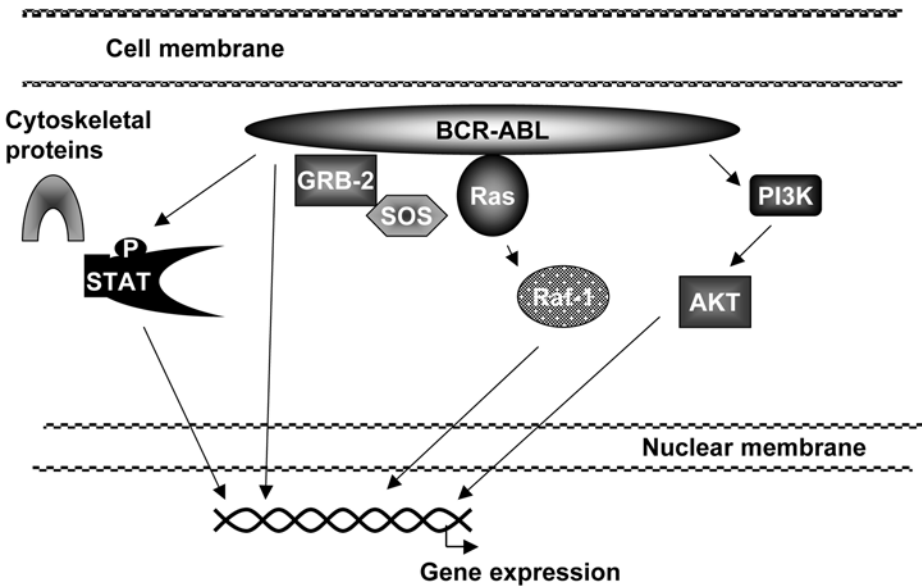 Cell membrane
Cytoskeletal
proteins
BCR-ABL
GRB-2
SOS
Ras
PI3K
P
STAT
Raf-1
AKT
Nuclear membrane
Gene expression